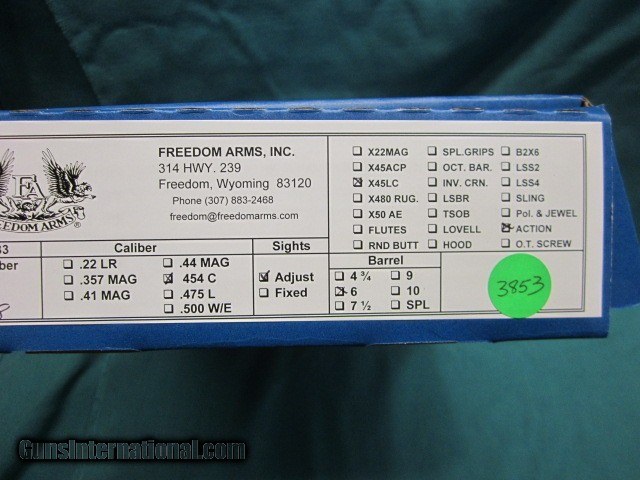 FA
FREEDOM ARMS
FREEDOM ARMS, INC.
314 HWY. 239
Freedom, Wyoming 83120
Phone (307) 883-2468
freedom@freedomarms.com
X22MAG SPL.GRIPS B2X6
X45ACP OCT. BAR. LSS2
X45LC INV. CRN. LSS4
X480 RUG. LSBR SLING
X50 AE TSOB Pol. & JEWEL
FLUTES LOVELL ACTION
RND BUTT HOOD O.T. SCREW
83 Caliber Sights Barrel
.22 LR .44 MAG
.357 MAG 454 C Adjust 4 ¾ 9
.41 MAG .475 L Fixed 6 10
.500 W/E 7 ½ SPL
3853
GunsInternational.com